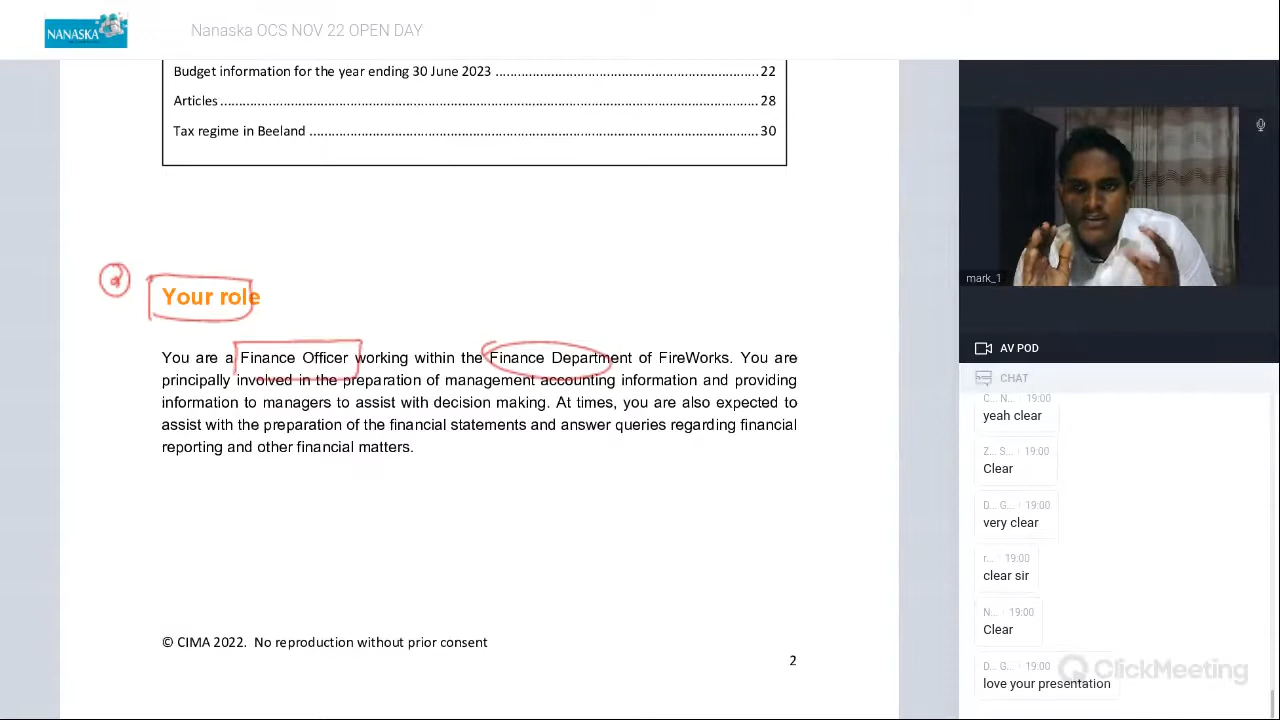 NANASKA
Nanaska OCS NOV 22 OPEN DAY
Budget information for the year ending 30 June 2023 ........................................................................ 22
Articles ........................................................................ 28
Tax regime in Beeland ........................................................................ 30
Your role
You are a Finance Officer working within the Finance Department of FireWorks. You are
principally involved in the preparation of management accounting information and providing
information to managers to assist with decision making. At times, you are also expected to
assist with the preparation of the financial statements and answer queries regarding financial
reporting and other financial matters.
© CIMA 2022. No reproduction without prior consent
2
mark_1
AV POD
CHAT
C... N... 19:00
yeah clear
Z... S... 19:00
Clear
D... G... 19:00
very clear
r... 19:00
clear sir
N... 19:00
Clear
D... G... 19:00
love your presentation
ClickMeeting